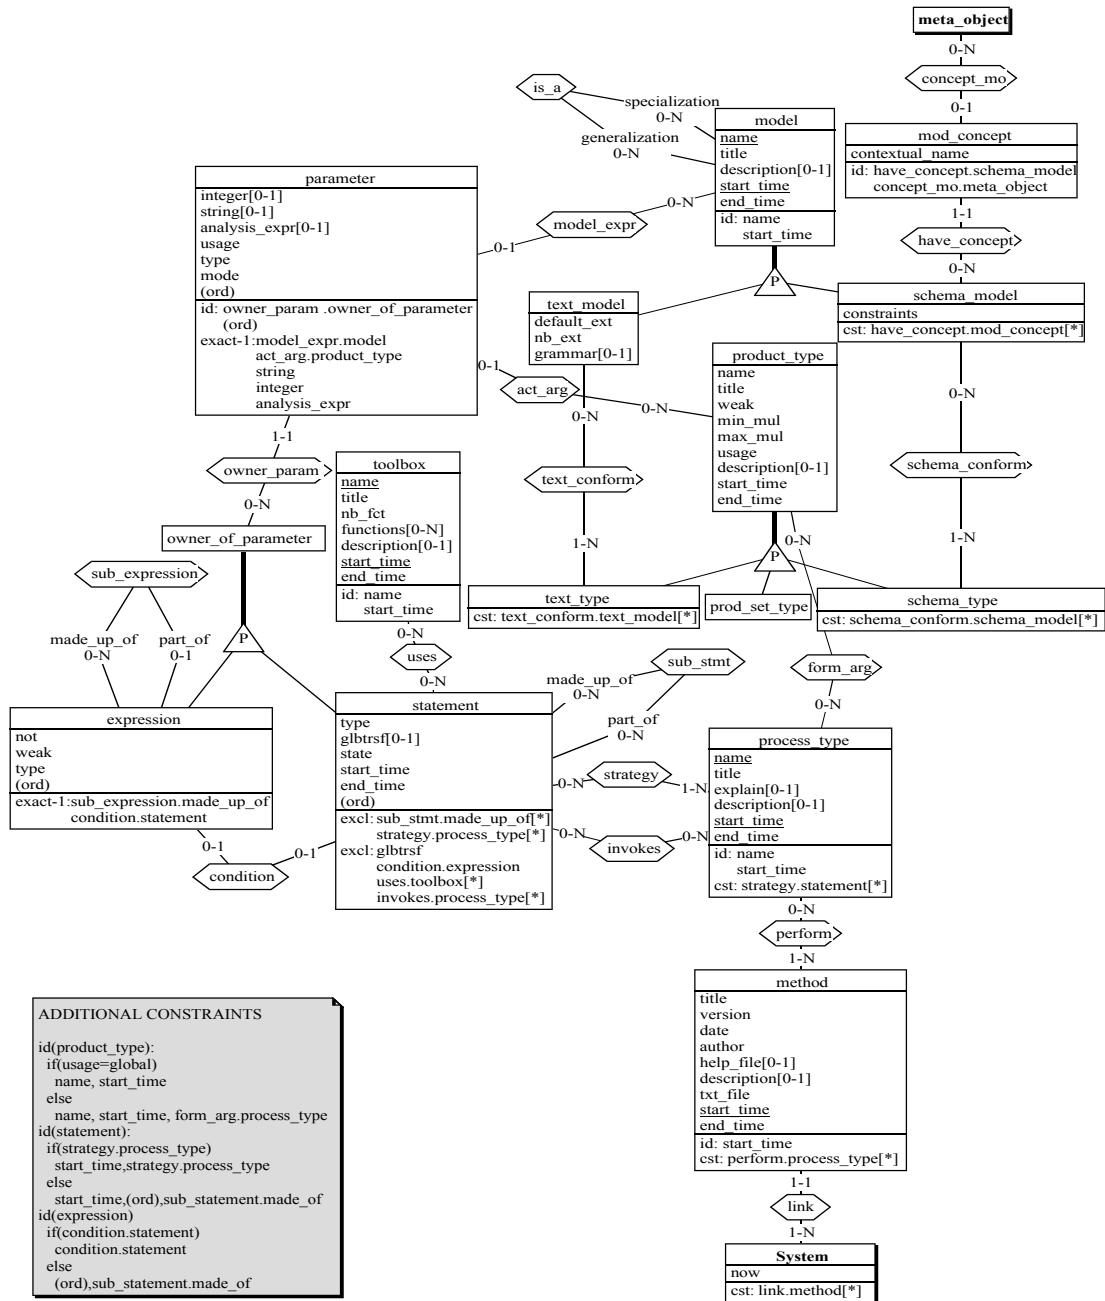 meta_object
0-N
concept_mo
0-1
mod_concept
contextual_name
id: have_concept.schema_model
concept_mo.meta_object
1-1
have_concept
0-N
schema_model
constraints
cst: have_concept.mod_concept[*]
0-N
schema_conform
1-N
schema_type
cst: schema_conform.schema_model[*]
is_a
specialization
0-N
generalization
0-N
model
name
title
description[0-1]
start_time
end_time
id: name
start_time
P
0-N
model_expr
0-1
parameter
integer[0-1]
string[0-1]
analysis_expr[0-1]
usage
type
mode
(ord)
id: owner_param .owner_of_parameter
(ord)
exact-1:model_expr.model
act_arg.product_type
string
integer
analysis_expr
0-1
act_arg
0-N
text_model
default_ext
nb_ext
grammar[0-1]
0-N
text_conform
1-N
text_type
cst: text_conform.text_model[*]
product_type
name
title
weak
min_mul
max_mul
usage
description[0-1]
start_time
end_time
P
0-N
prod_set_type
form_arg
0-N
1-1
owner_param
0-N
owner_of_parameter
P
toolbox
name
title
nb_fct
functions[0-N]
description[0-1]
start_time
end_time
id: name
start_time
0-N
uses
0-N
sub_expression
made_up_of
0-N
part_of
0-1
expression
not
weak
type
(ord)
exact-1:sub_expression.made_up_of
condition.statement
0-1
condition
0-1
statement
type
glbtrsf[0-1]
state
start_time
end_time
(ord)
excl: sub_stmt.made_up_of[*]
strategy.process_type[*]
excl: glbtrsf
condition.expression
uses.toolbox[*]
invokes.process_type[*]
sub_stmt
made_up_of
0-N
part_of
0-N
0-N
strategy
1-N
0-N
invokes
0-N
process_type
name
title
explain[0-1]
description[0-1]
start_time
end_time
id: name
start_time
cst: strategy.statement[*]
0-N
perform
1-N
method
title
version
date
author
help_file[0-1]
description[0-1]
txt_file
start_time
end_time
id: start_time
cst: perform.process_type[*]
1-1
link
1-N
System
now
cst: link.method[*]
ADDITIONAL CONSTRAINTS
id(product_type):
if(usage=global)
name, start_time
else
name, start_time, form_arg.process_type
id(statement):
if(strategy.process_type)
start_time,strategy.process_type
else
start_time,(ord),sub_statement.made_of
id(expression)
if(condition.statement)
condition.statement
else
(ord),sub_statement.made_of